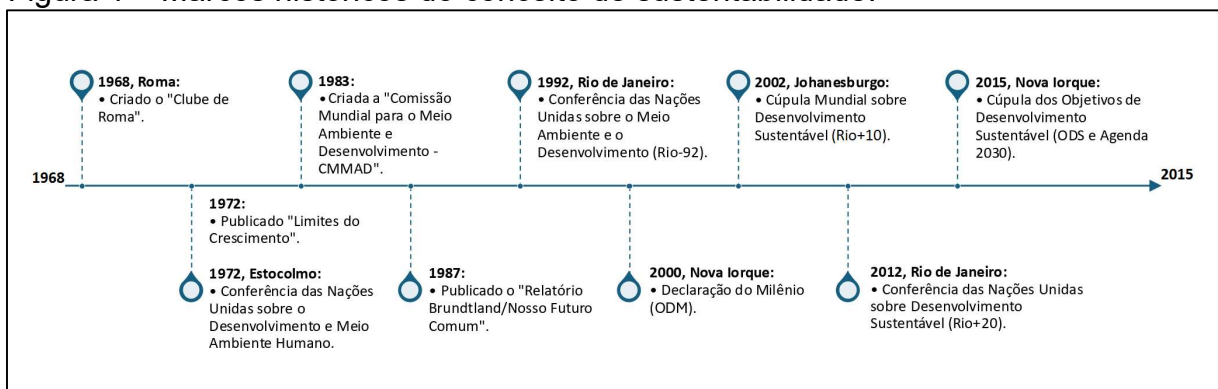 Figura 1 – Marcos históricos do conceito de sustentabilidade.
1968, Roma:
• Criado o "Clube de
Roma".
1983:
• Criada a "Comissão
Mundial para o Meio
Ambiente e
Desenvolvimento -
CMMAD".
1992, Rio de Janeiro:
• Conferência das Nações
Unidas sobre o Meio
Ambiente e o
Desenvolvimento (Rio-92).
2002, Johanesburgo:
• Cúpula Mundial sobre
Desenvolvimento
Sustentável (Rio+10).
2015, Nova Iorque:
• Cúpula dos Objetivos de
Desenvolvimento
Sustentável (ODS e Agenda
2030).
1968
2015
1972:
• Publicado "Limites do
Crescimento".
1972, Estocolmo:
• Conferência das Nações
Unidas sobre o
Desenvolvimento e Meio
Ambiente Humano.
1987:
• Publicado o "Relatório
Brundtland/Nosso Futuro
Comum".
2000, Nova Iorque:
• Declaração do Milênio
(ODM).
2012, Rio de Janeiro:
• Conferência das Nações Unidas
sobre Desenvolvimento
Sustentável (Rio+20).